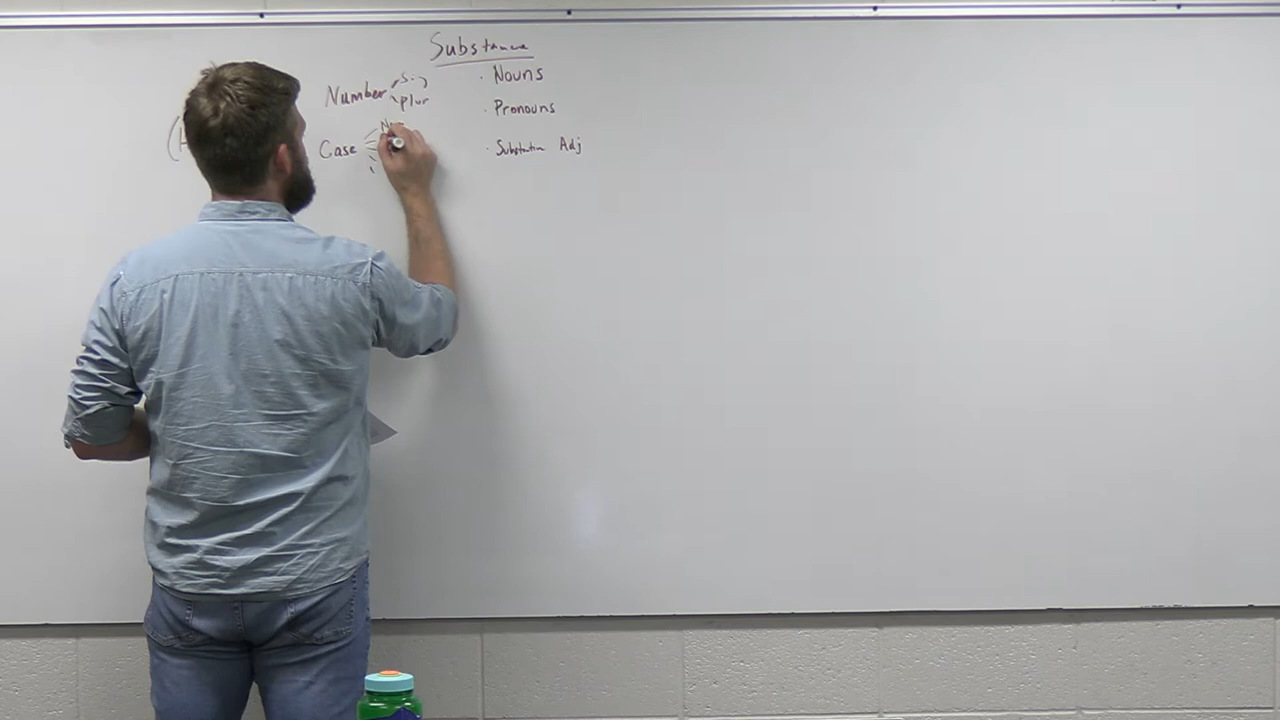 Substance
Number sing
plur
Nouns
Pronouns
Case
Substantive Adj